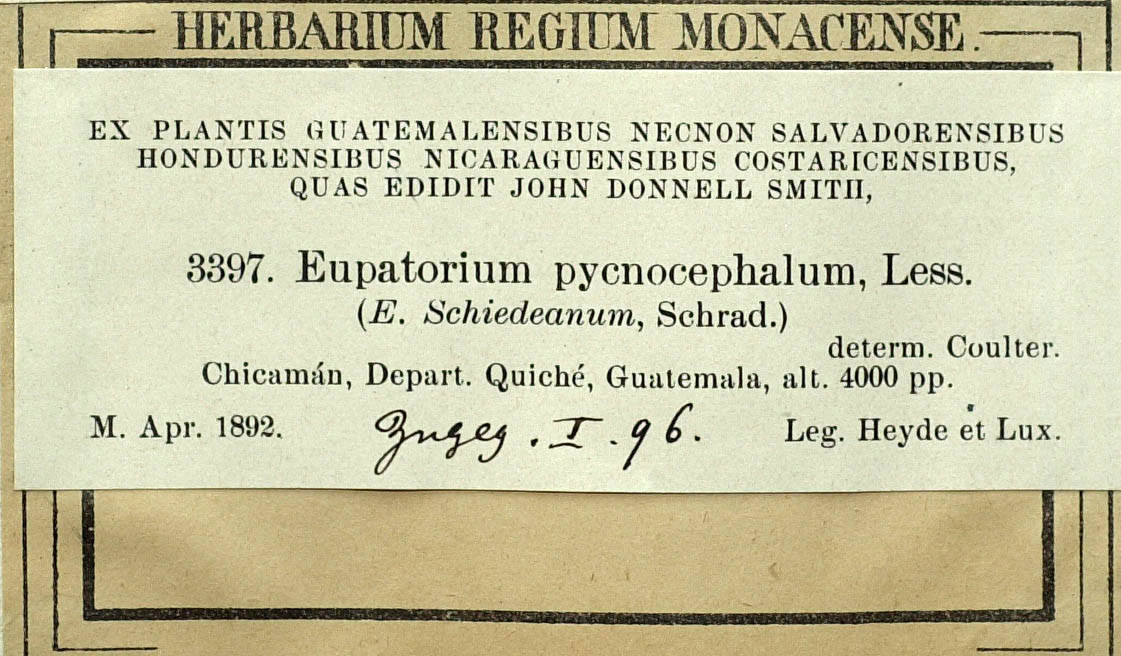 HERBARIUM REGIUM MONACENSE.
EX PLANTIS GUATEMALENSIBUS NECNON SALVADORENSIBUS
HONDURENSIBUS NICARAGUENSIBUS COSTARICENSIBUS,
QUAS EDIDIT JOHN DONNELL SMITH,
3397. Eupatorium pycnocephalum, Less.
(E. Schiedeanum, Schrad.)
determ. Coulter.
Chicamán, Depart. Quiché, Guatemala, alt. 4000 pp.
M. Apr. 1892. Zugeg. I. 96. Leg. Heyde et Lux.